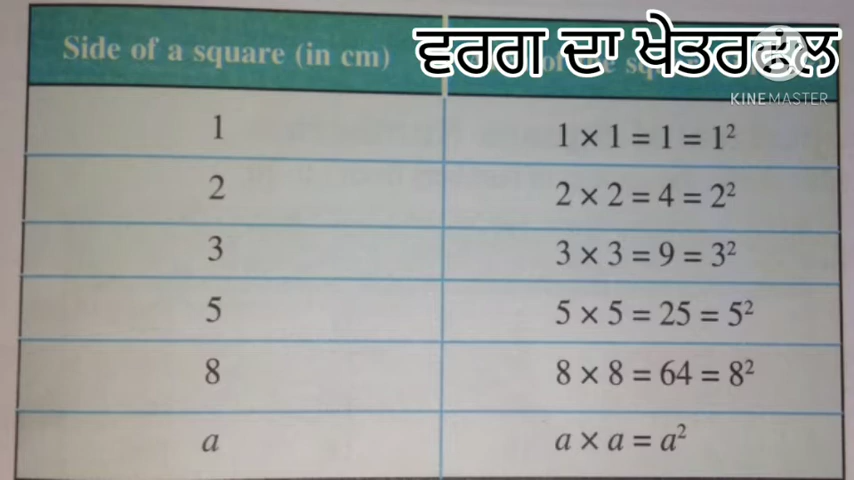 Side of a square (in cm)
ਵਰਗ ਦਾ ਖੇਤਰਫਲ
KINEMASTER
1
1 × 1 = 1 = 1²
2
2 × 2 = 4 = 2²
3
3 × 3 = 9 = 3²
5
5 × 5 = 25 = 5²
8
8 × 8 = 64 = 8²
a
a × a = a²